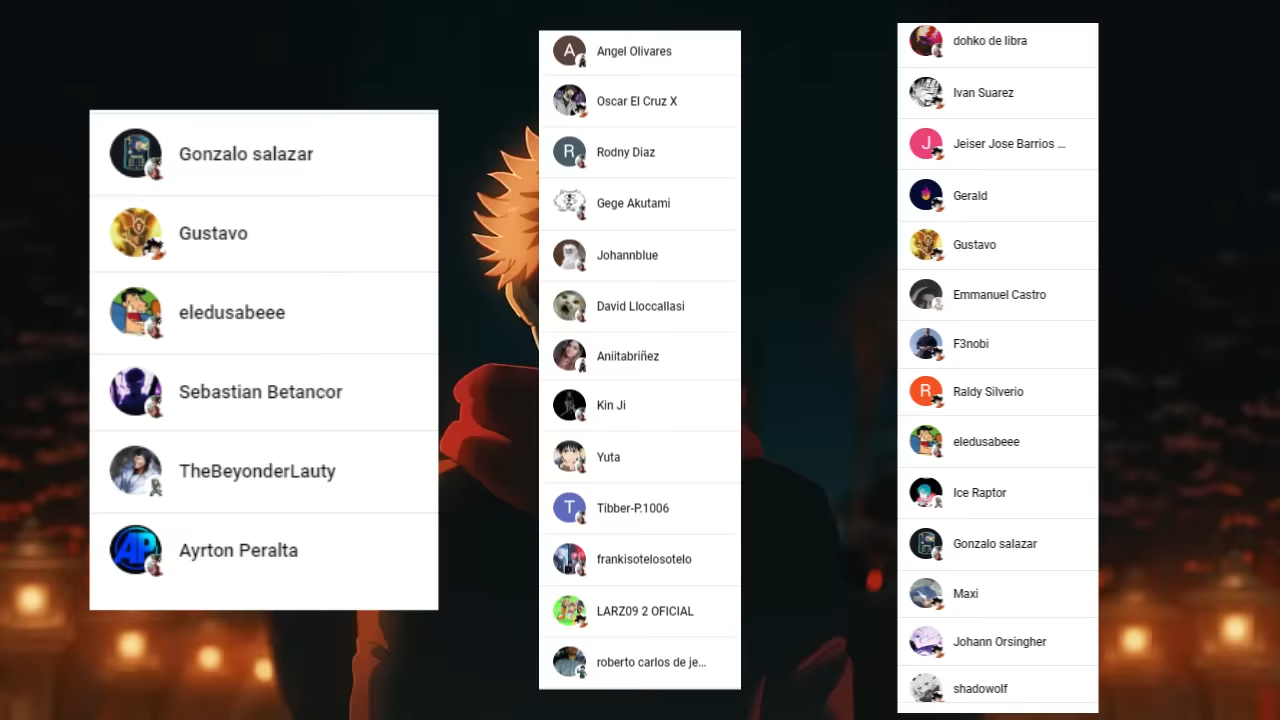 Gonzalo salazar
Gustavo
eledusabeee
Sebastian Betancor
TheBeyonderLauty
Ayrton Peralta
A
Angel Olivares
Oscar El Cruz X
R
Rodny Diaz
Gege Akutami
Johannblue
David Lloccallasi
Aniitabriñez
Kin Ji
Yuta
T
Tibber-P.1006
frankisotelosotelo
LARZ09 2 OFICIAL
roberto carlos de je...
dohko de libra
Ivan Suarez
J
Jeiser Jose Barrios ...
Gerald
Gustavo
Emmanuel Castro
F3nobi
R
Raldy Silverio
eledusabeee
Ice Raptor
Gonzalo salazar
Maxi
Johann Orsingher
shadowolf